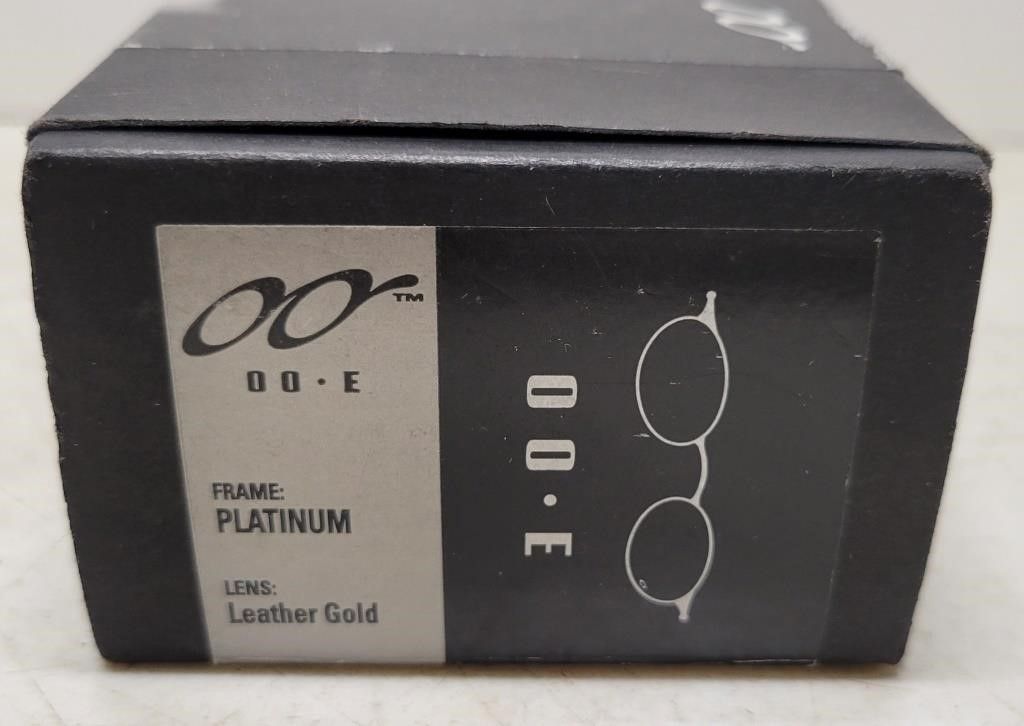 OO™
OO·E
FRAME:
PLATINUM
LENS:
Leather Gold
OO·E